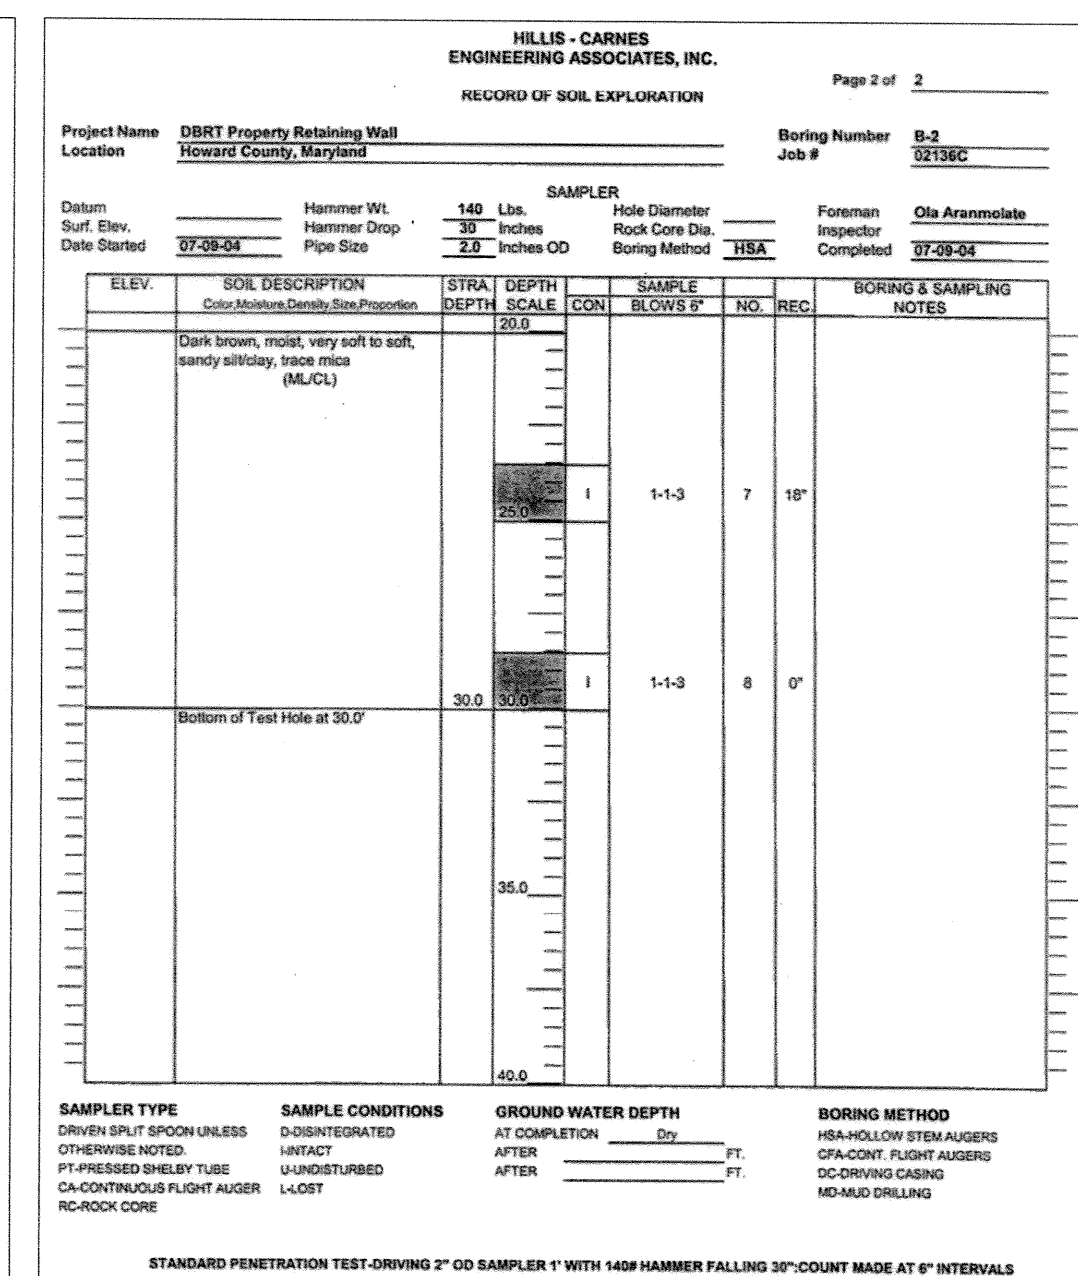 HILLIS - CARNES
ENGINEERING ASSOCIATES, INC.
Page 2 of 2
RECORD OF SOIL EXPLORATION
Project Name DBRT Property Retaining Wall Boring Number B-2
Location Howard County, Maryland Job # 02136C
SAMPLER
Datum Hammer Wt. 140 Lbs. Hole Diameter Foreman Ola Aranmolate
Surf. Elev. Hammer Drop 30 Inches Rock Core Dia. Inspector
Date Started 07-09-04 Pipe Size 2.0 Inches OD Boring Method HSA Completed 07-09-04
ELEV. SOIL DESCRIPTION STRA. DEPTH SAMPLE BORING & SAMPLING
Color,Moisture,Density,Size,Proportion DEPTH SCALE CON BLOWS 6" NO. REC. NOTES
20.0
Dark brown, moist, very soft to soft,
sandy silt/clay, trace mica
(ML/CL)
I 1-1-3 7 18"
25.0
I 1-1-3 8 0"
30.0 30.0
Bottom of Test Hole at 30.0'
35.0
40.0
SAMPLER TYPE SAMPLE CONDITIONS GROUND WATER DEPTH BORING METHOD
DRIVEN SPLIT SPOON UNLESS D-DISINTEGRATED AT COMPLETION Dry HSA-HOLLOW STEM AUGERS
OTHERWISE NOTED. I-INTACT AFTER FT. CFA-CONT. FLIGHT AUGERS
PT-PRESSED SHELBY TUBE U-UNDISTURBED AFTER FT. DC-DRIVING CASING
CA-CONTINUOUS FLIGHT AUGER L-LOST MD-MUD DRILLING
RC-ROCK CORE
STANDARD PENETRATION TEST-DRIVING 2" OD SAMPLER 1' WITH 140# HAMMER FALLING 30":COUNT MADE AT 6" INTERVALS